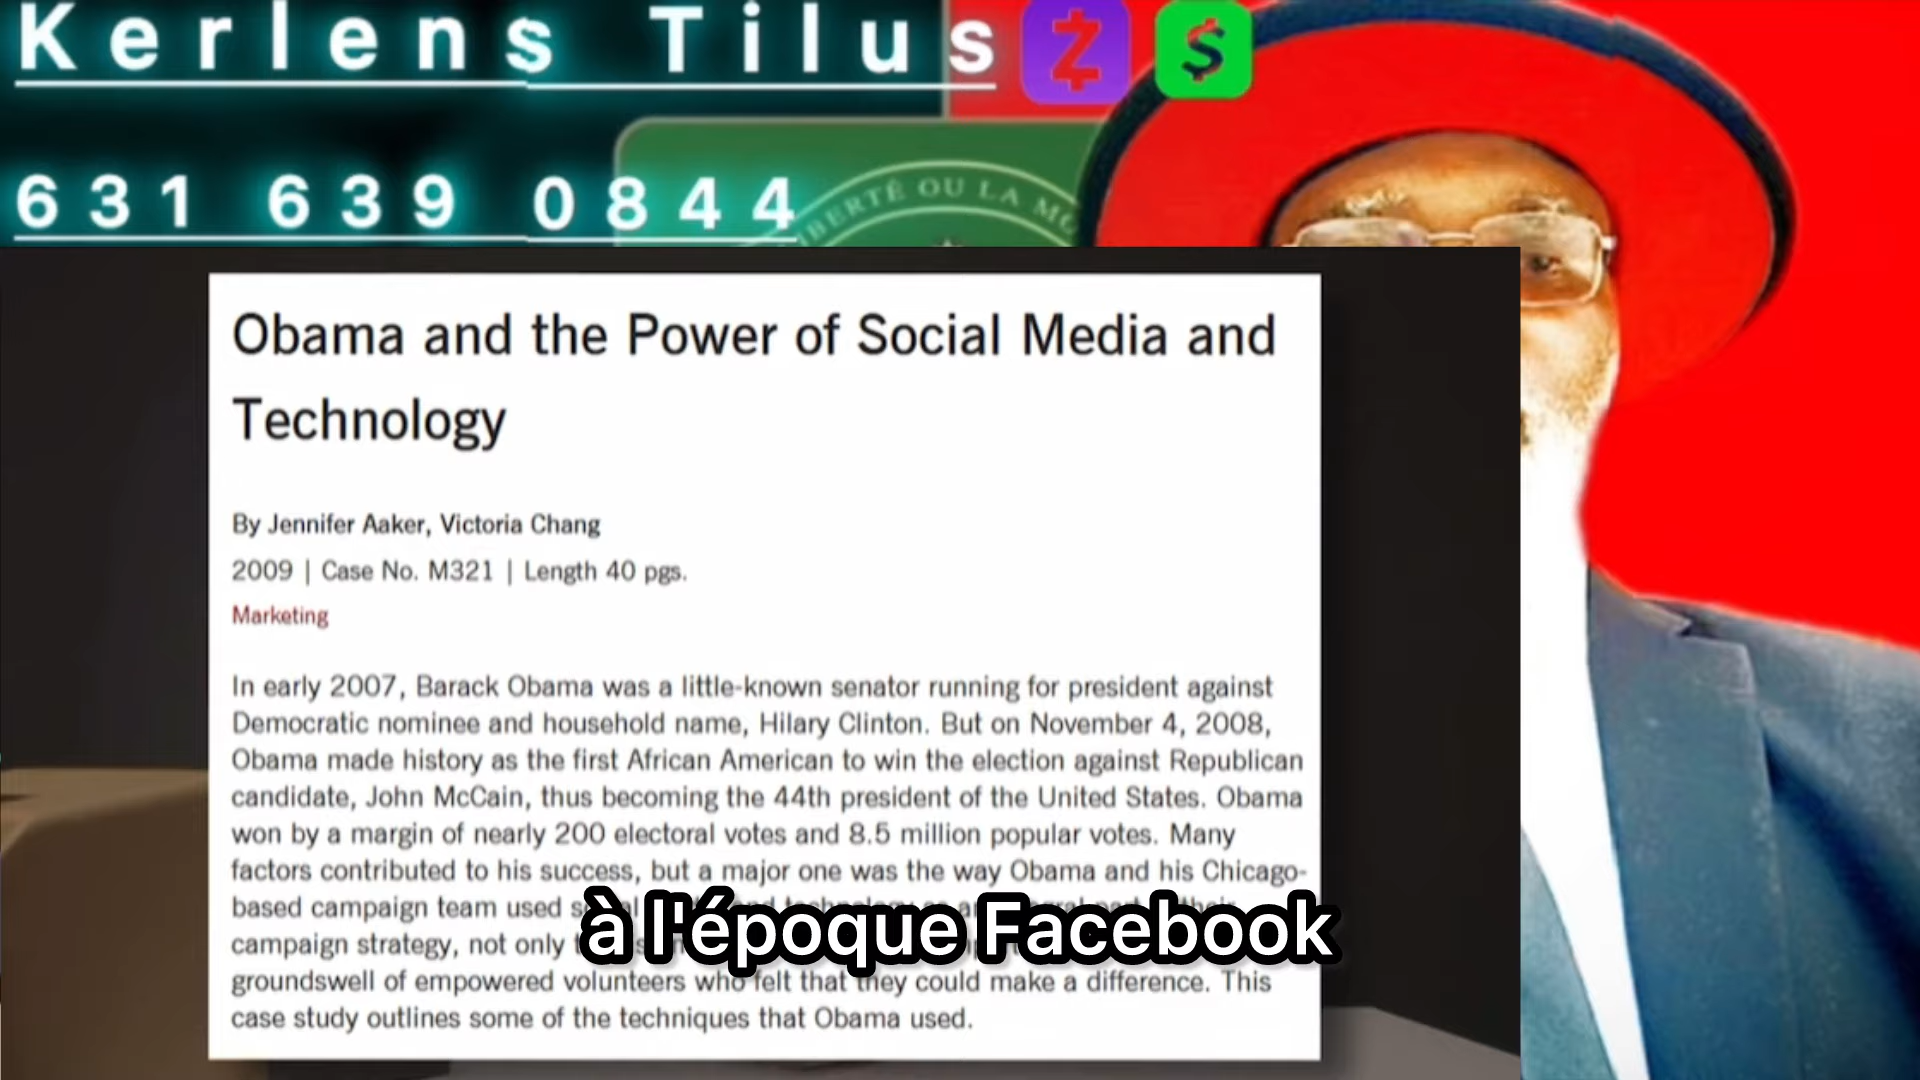 Kerlens Tilus
631 639 0844
LIBERTÉ OU LA MO
Obama and the Power of Social Media and
Technology
By Jennifer Aaker, Victoria Chang
2009 | Case No. M321 | Length 40 pgs.
Marketing
In early 2007, Barack Obama was a little-known senator running for president against
Democratic nominee and household name, Hilary Clinton. But on November 4, 2008,
Obama made history as the first African American to win the election against Republican
candidate, John McCain, thus becoming the 44th president of the United States. Obama
won by a margin of nearly 200 electoral votes and 8.5 million popular votes. Many
factors contributed to his success, but a major one was the way Obama and his Chicago-
based campaign team used
campaign strategy, not only
groundswell of empowered volunteers who felt that they could make a difference. This
case study outlines some of the techniques that Obama used.
à l'époque Facebook